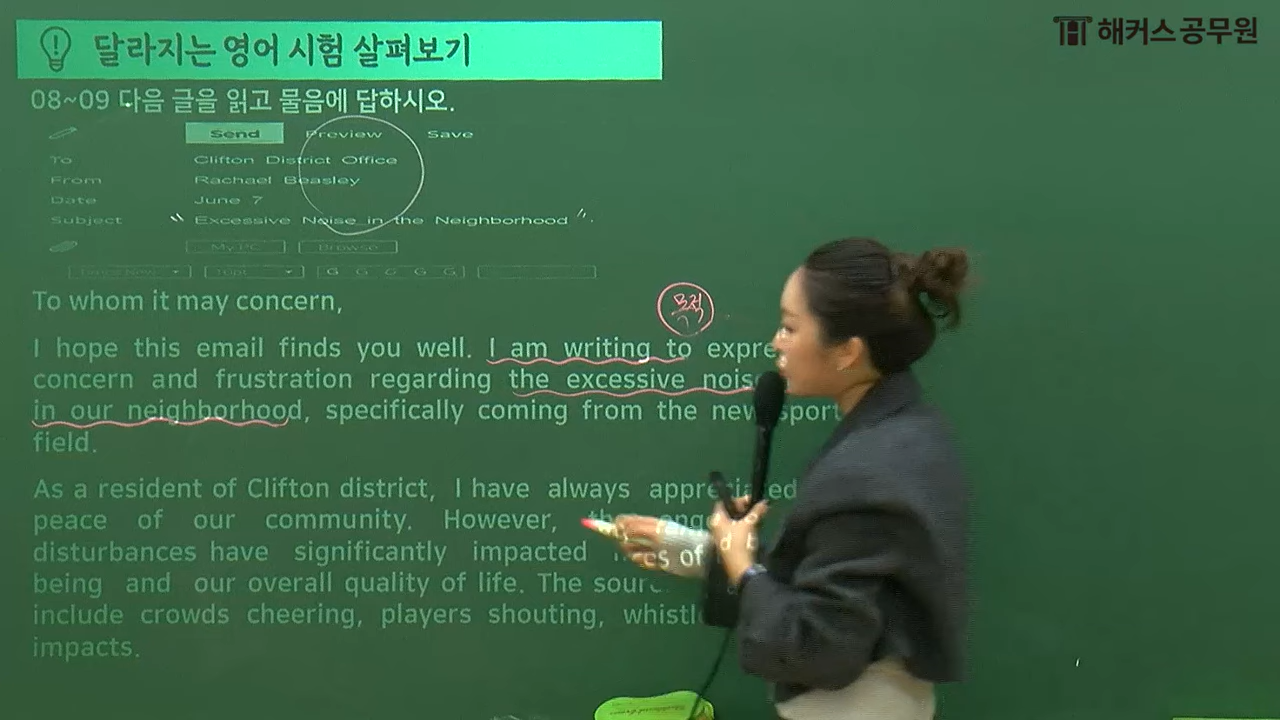 해커스공무원
달라지는 영어 시험 살펴보기
08~09 다음 글을 읽고 물음에 답하시오.
Send Preview Save
To Clifton District Office
From Rachael Beasley
Date June 7
Subject " Excessive Noise in the Neighborhood "
My PC Browse
Times New 10pt G G G G G
목적
To whom it may concern,
I hope this email finds you well. I am writing to expre
concern and frustration regarding the excessive nois
in our neighborhood, specifically coming from the new sport
field.
As a resident of Clifton district, I have always appreciated
peace of our community. However, the
disturbances have significantly impacted
being and our overall quality of life. The sourc
include crowds cheering, players shouting, whistl
impacts.